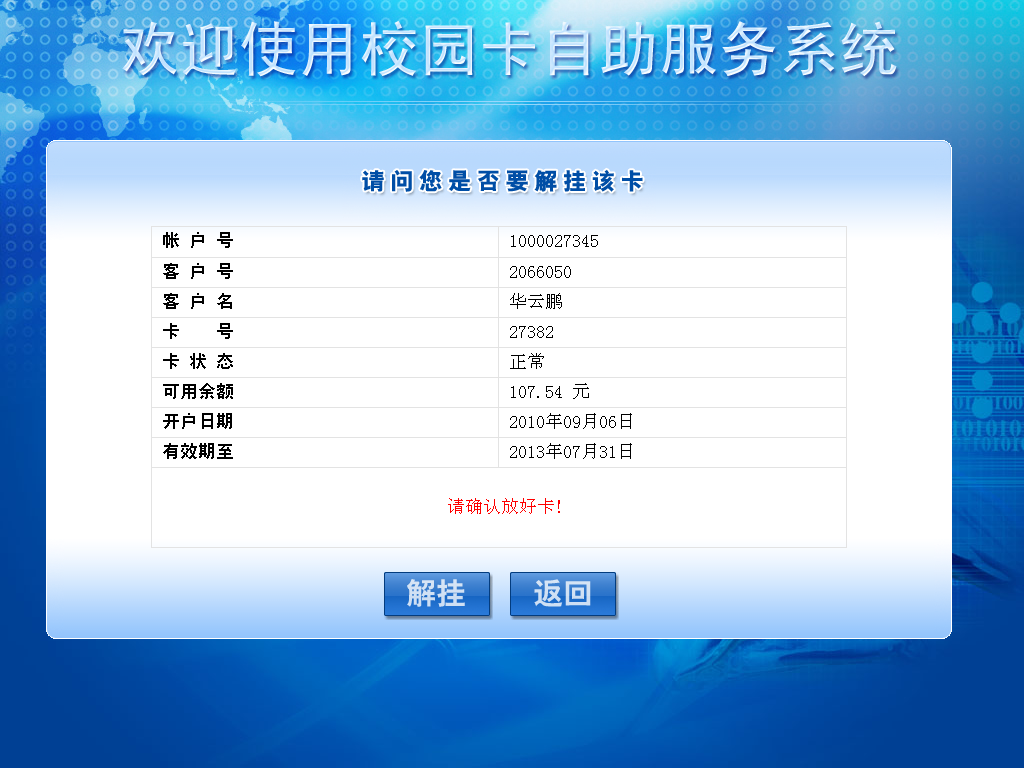 欢迎使用校园卡自助服务系统
请问您是否要解挂该卡
帐 户 号 1000027345
客 户 号 2066050
客 户 名 华云鹏
卡 号 27382
卡 状 态 正常
可用余额 107.54 元
开户日期 2010年09月06日
有效期至 2013年07月31日
请确认放好卡!
解挂 返回